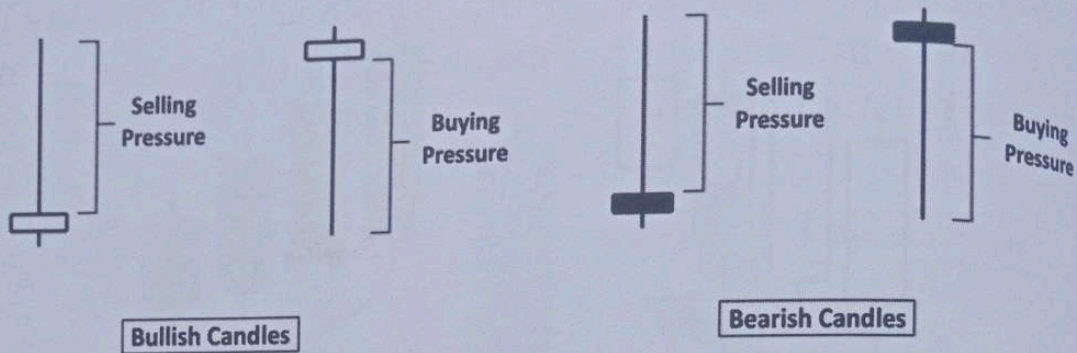 Selling
Pressure
Buying
Pressure
Selling
Pressure
Buying
Pressure
Bullish Candles
Bearish Candles